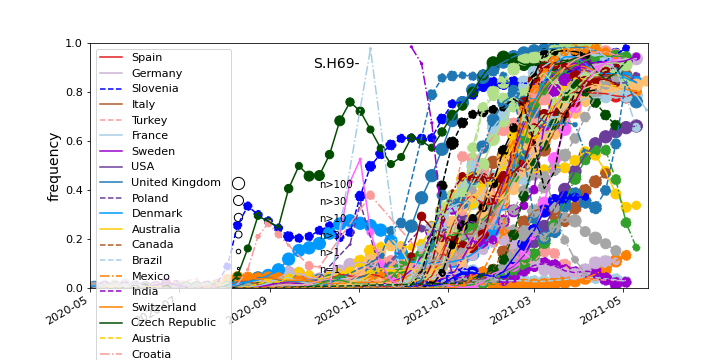 1.0
0.8
0.6
0.4
0.2
0.0
frequency
S.H69-
Spain
Germany
Slovenia
Italy
Turkey
France
Sweden
USA
United Kingdom
Poland
Denmark
Australia
Canada
Brazil
Mexico
India
Switzerland
Czech Republic
Austria
Croatia
n>100
n>30
n>10
n>3
n>1
n=1
2020-05
2020-09
2020-11
2021-01
2021-03
2021-05